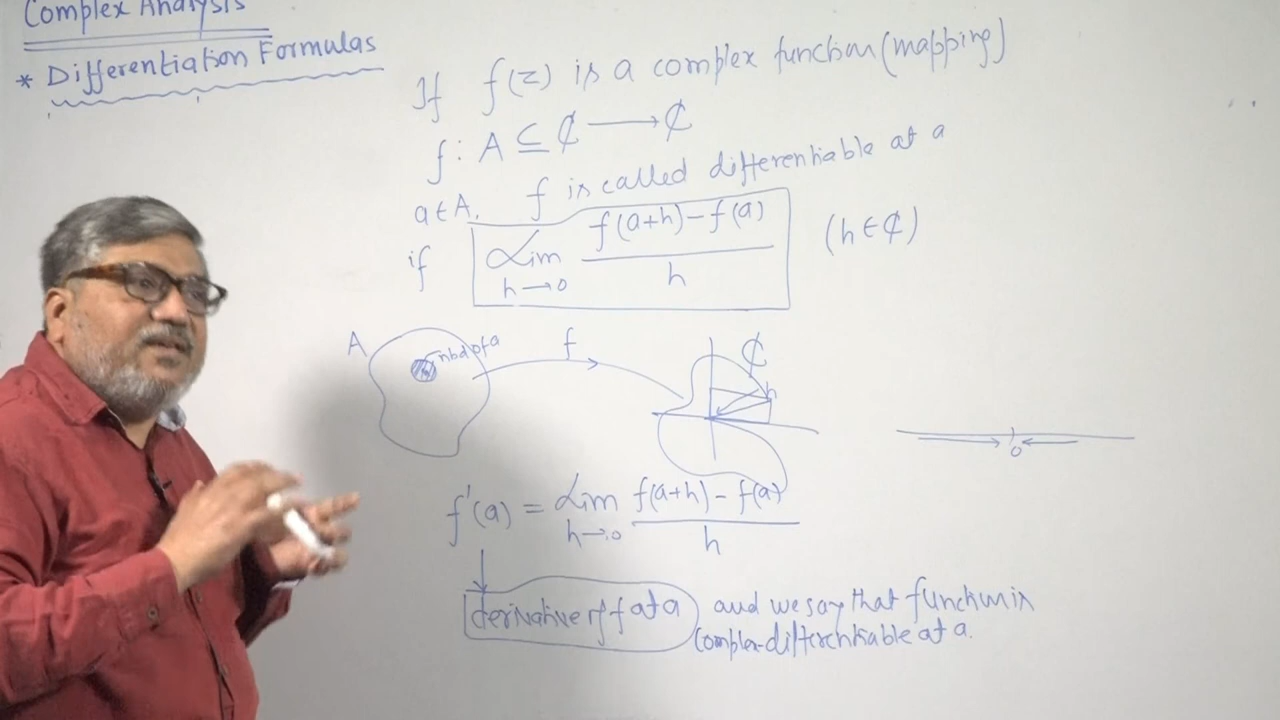 Complex Analysis
* Differentiation Formulas
If f(z) is a complex function (mapping)
f : A ⊆ ₵ ⟶ ₵
a ∈ A. f is called differentiable at a
if Lim h→0 f(a+h) – f(a) / h (h ∈ ₵)
A nbd of a f ₵ h
0
f'(a) = Lim h→0 f(a+h) – f(a) / h
derivative of f at a and we say that function is
Complex-differentiable at a.